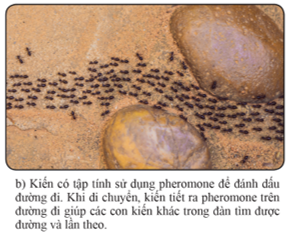 b) Kiến có tập tính sử dụng pheromone để đánh dấu
đường đi. Khi di chuyển, kiến tiết ra pheromone trên
đường đi giúp các con kiến khác trong đàn tìm được
đường và lần theo.